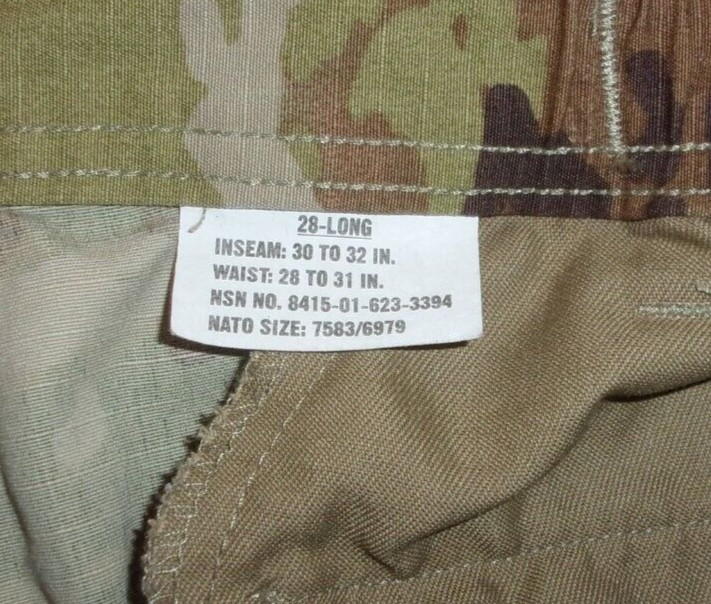 28-LONG
INSEAM: 30 TO 32 IN.
WAIST: 28 TO 31 IN.
NSN NO. 8415-01-623-3394
NATO SIZE: 7583/6979